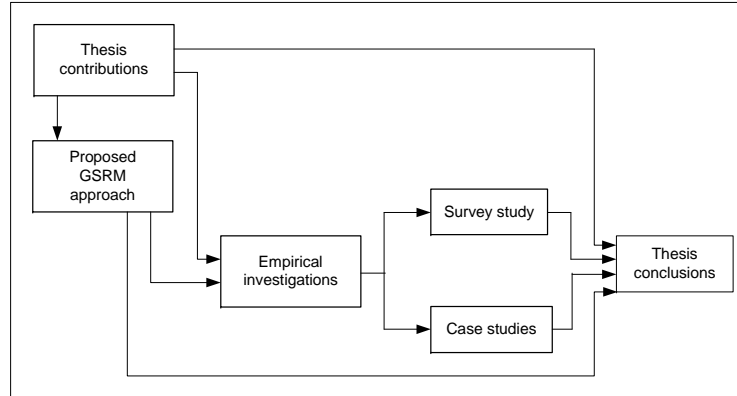 Thesis
contributions
Proposed
GSRM
approach
Empirical
investigations
Survey study
Case studies
Thesis
conclusions